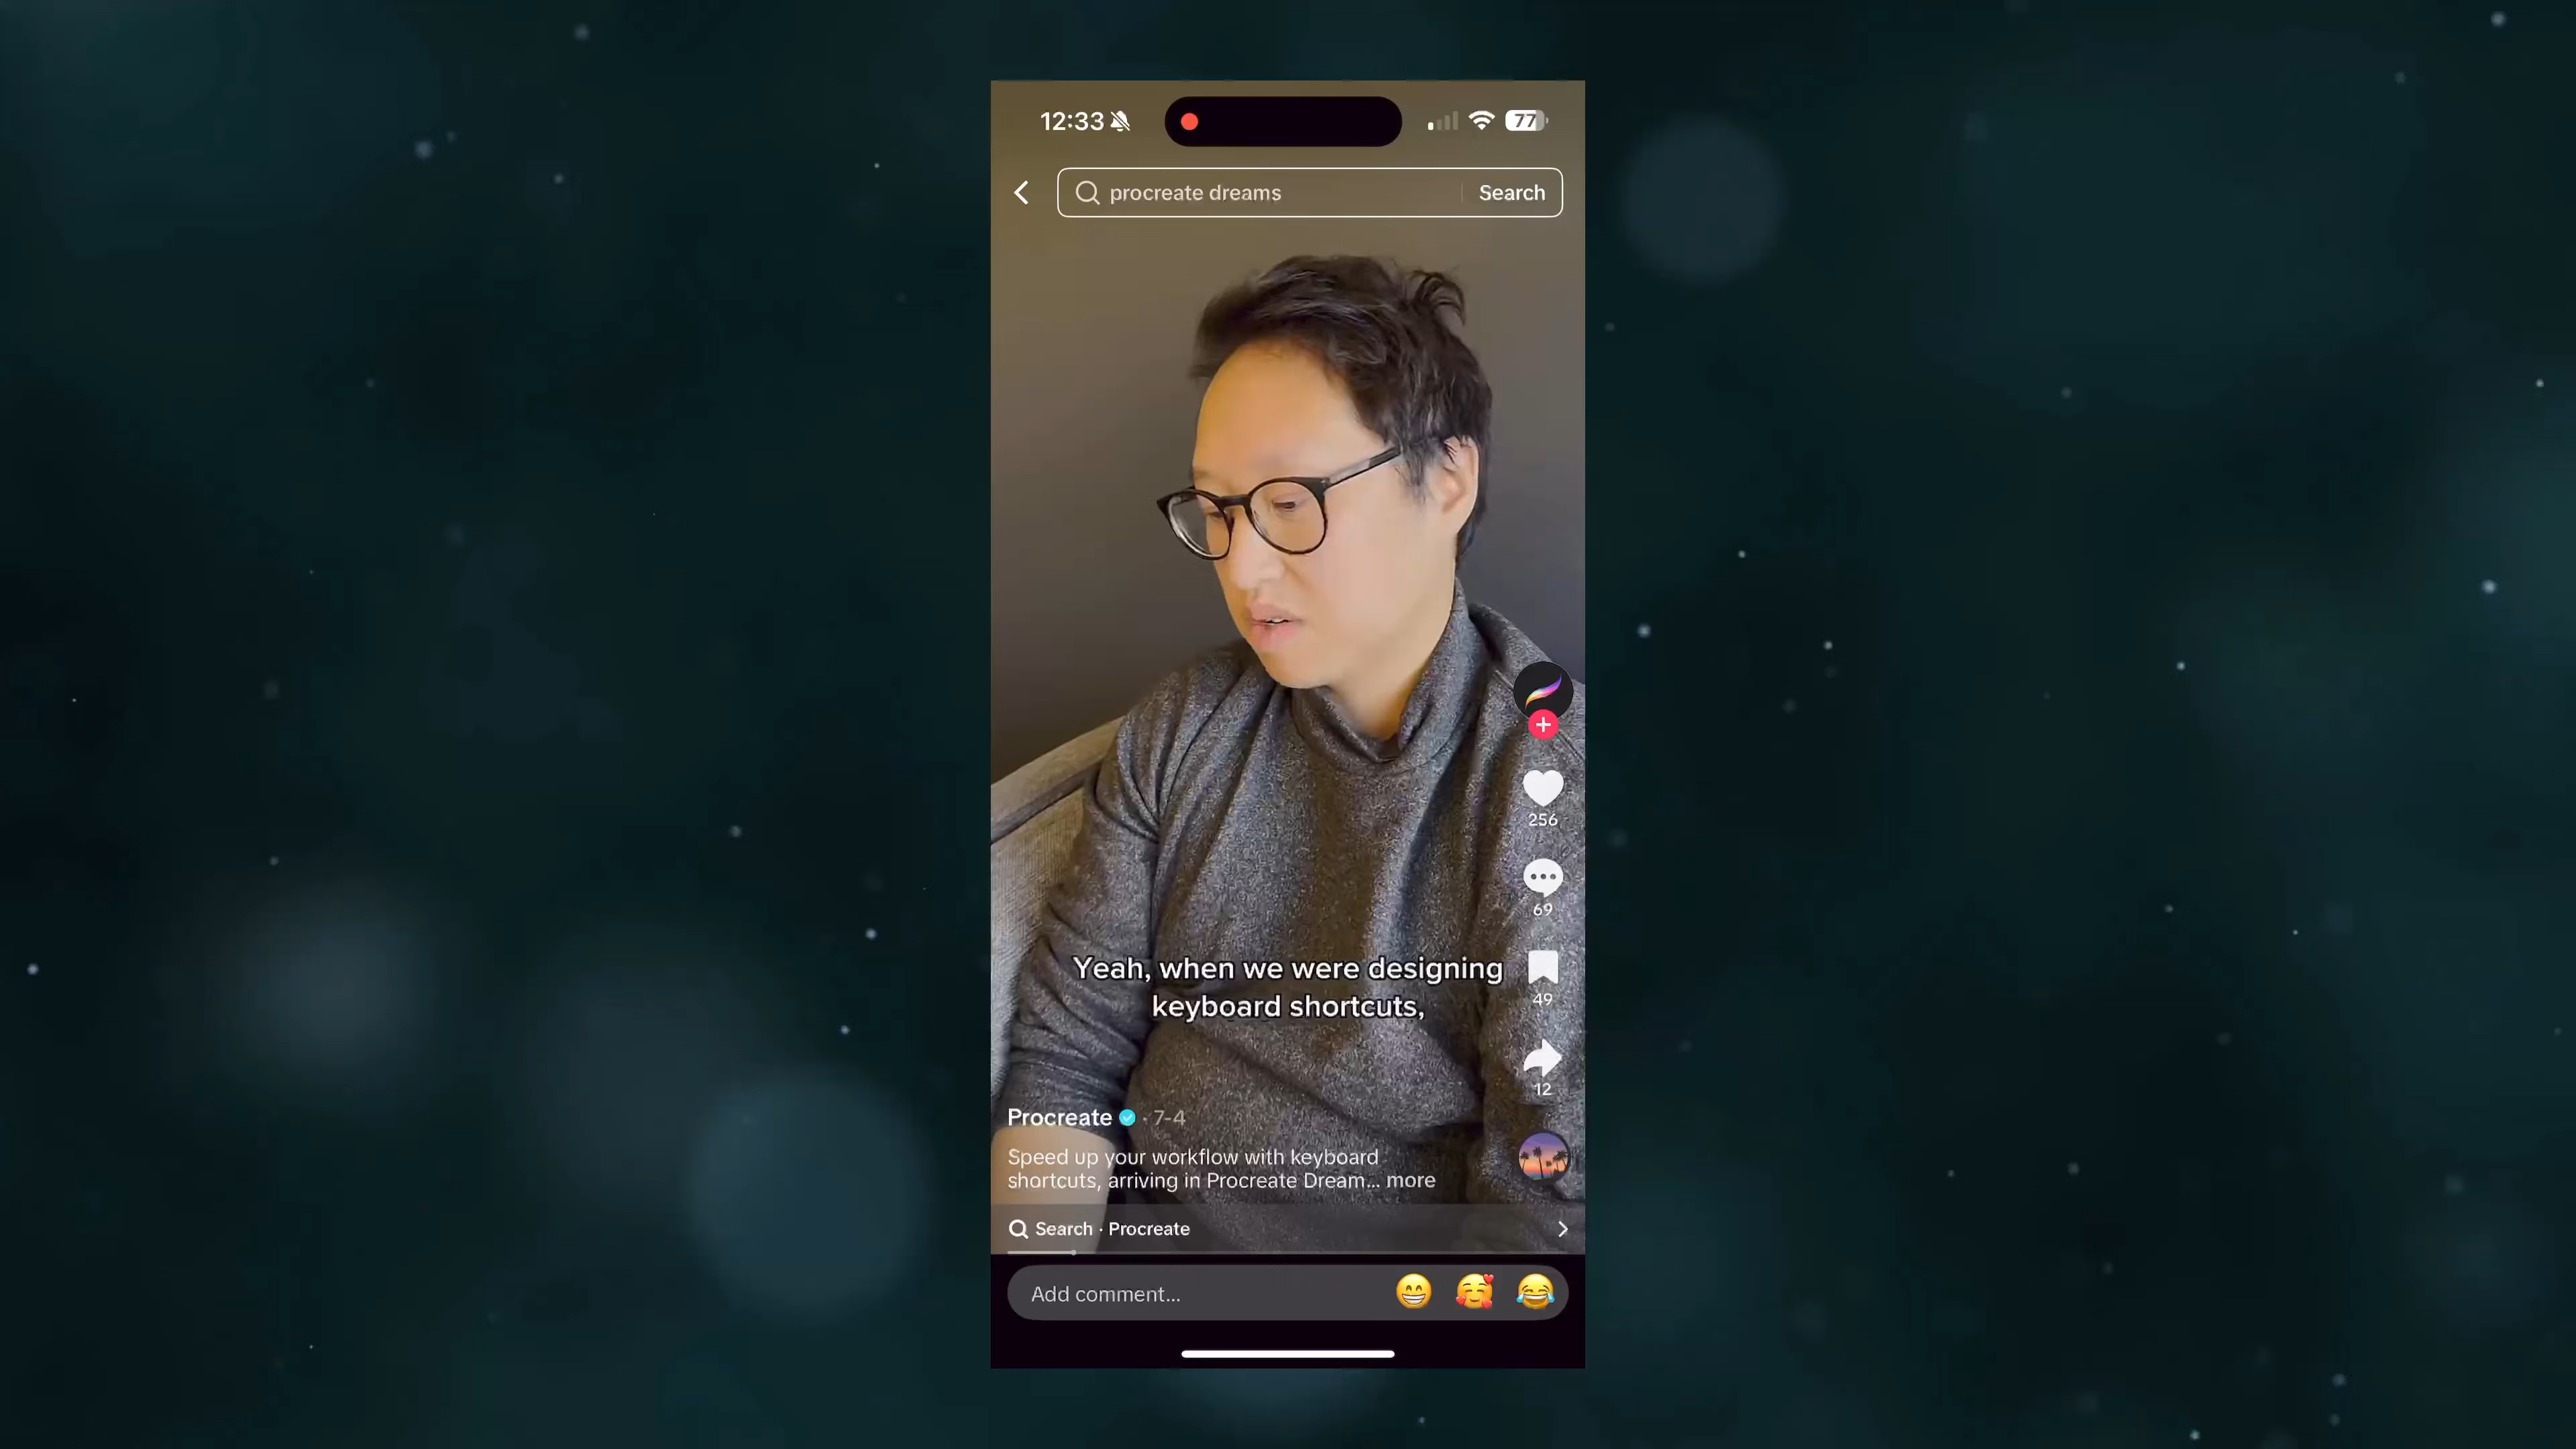 12:33
77
procreate dreams
Search
256
69
Yeah, when we were designing
keyboard shortcuts,
49
12
Procreate · 7-4
Speed up your workflow with keyboard
shortcuts, arriving in Procreate Dream... more
Search · Procreate
Add comment...